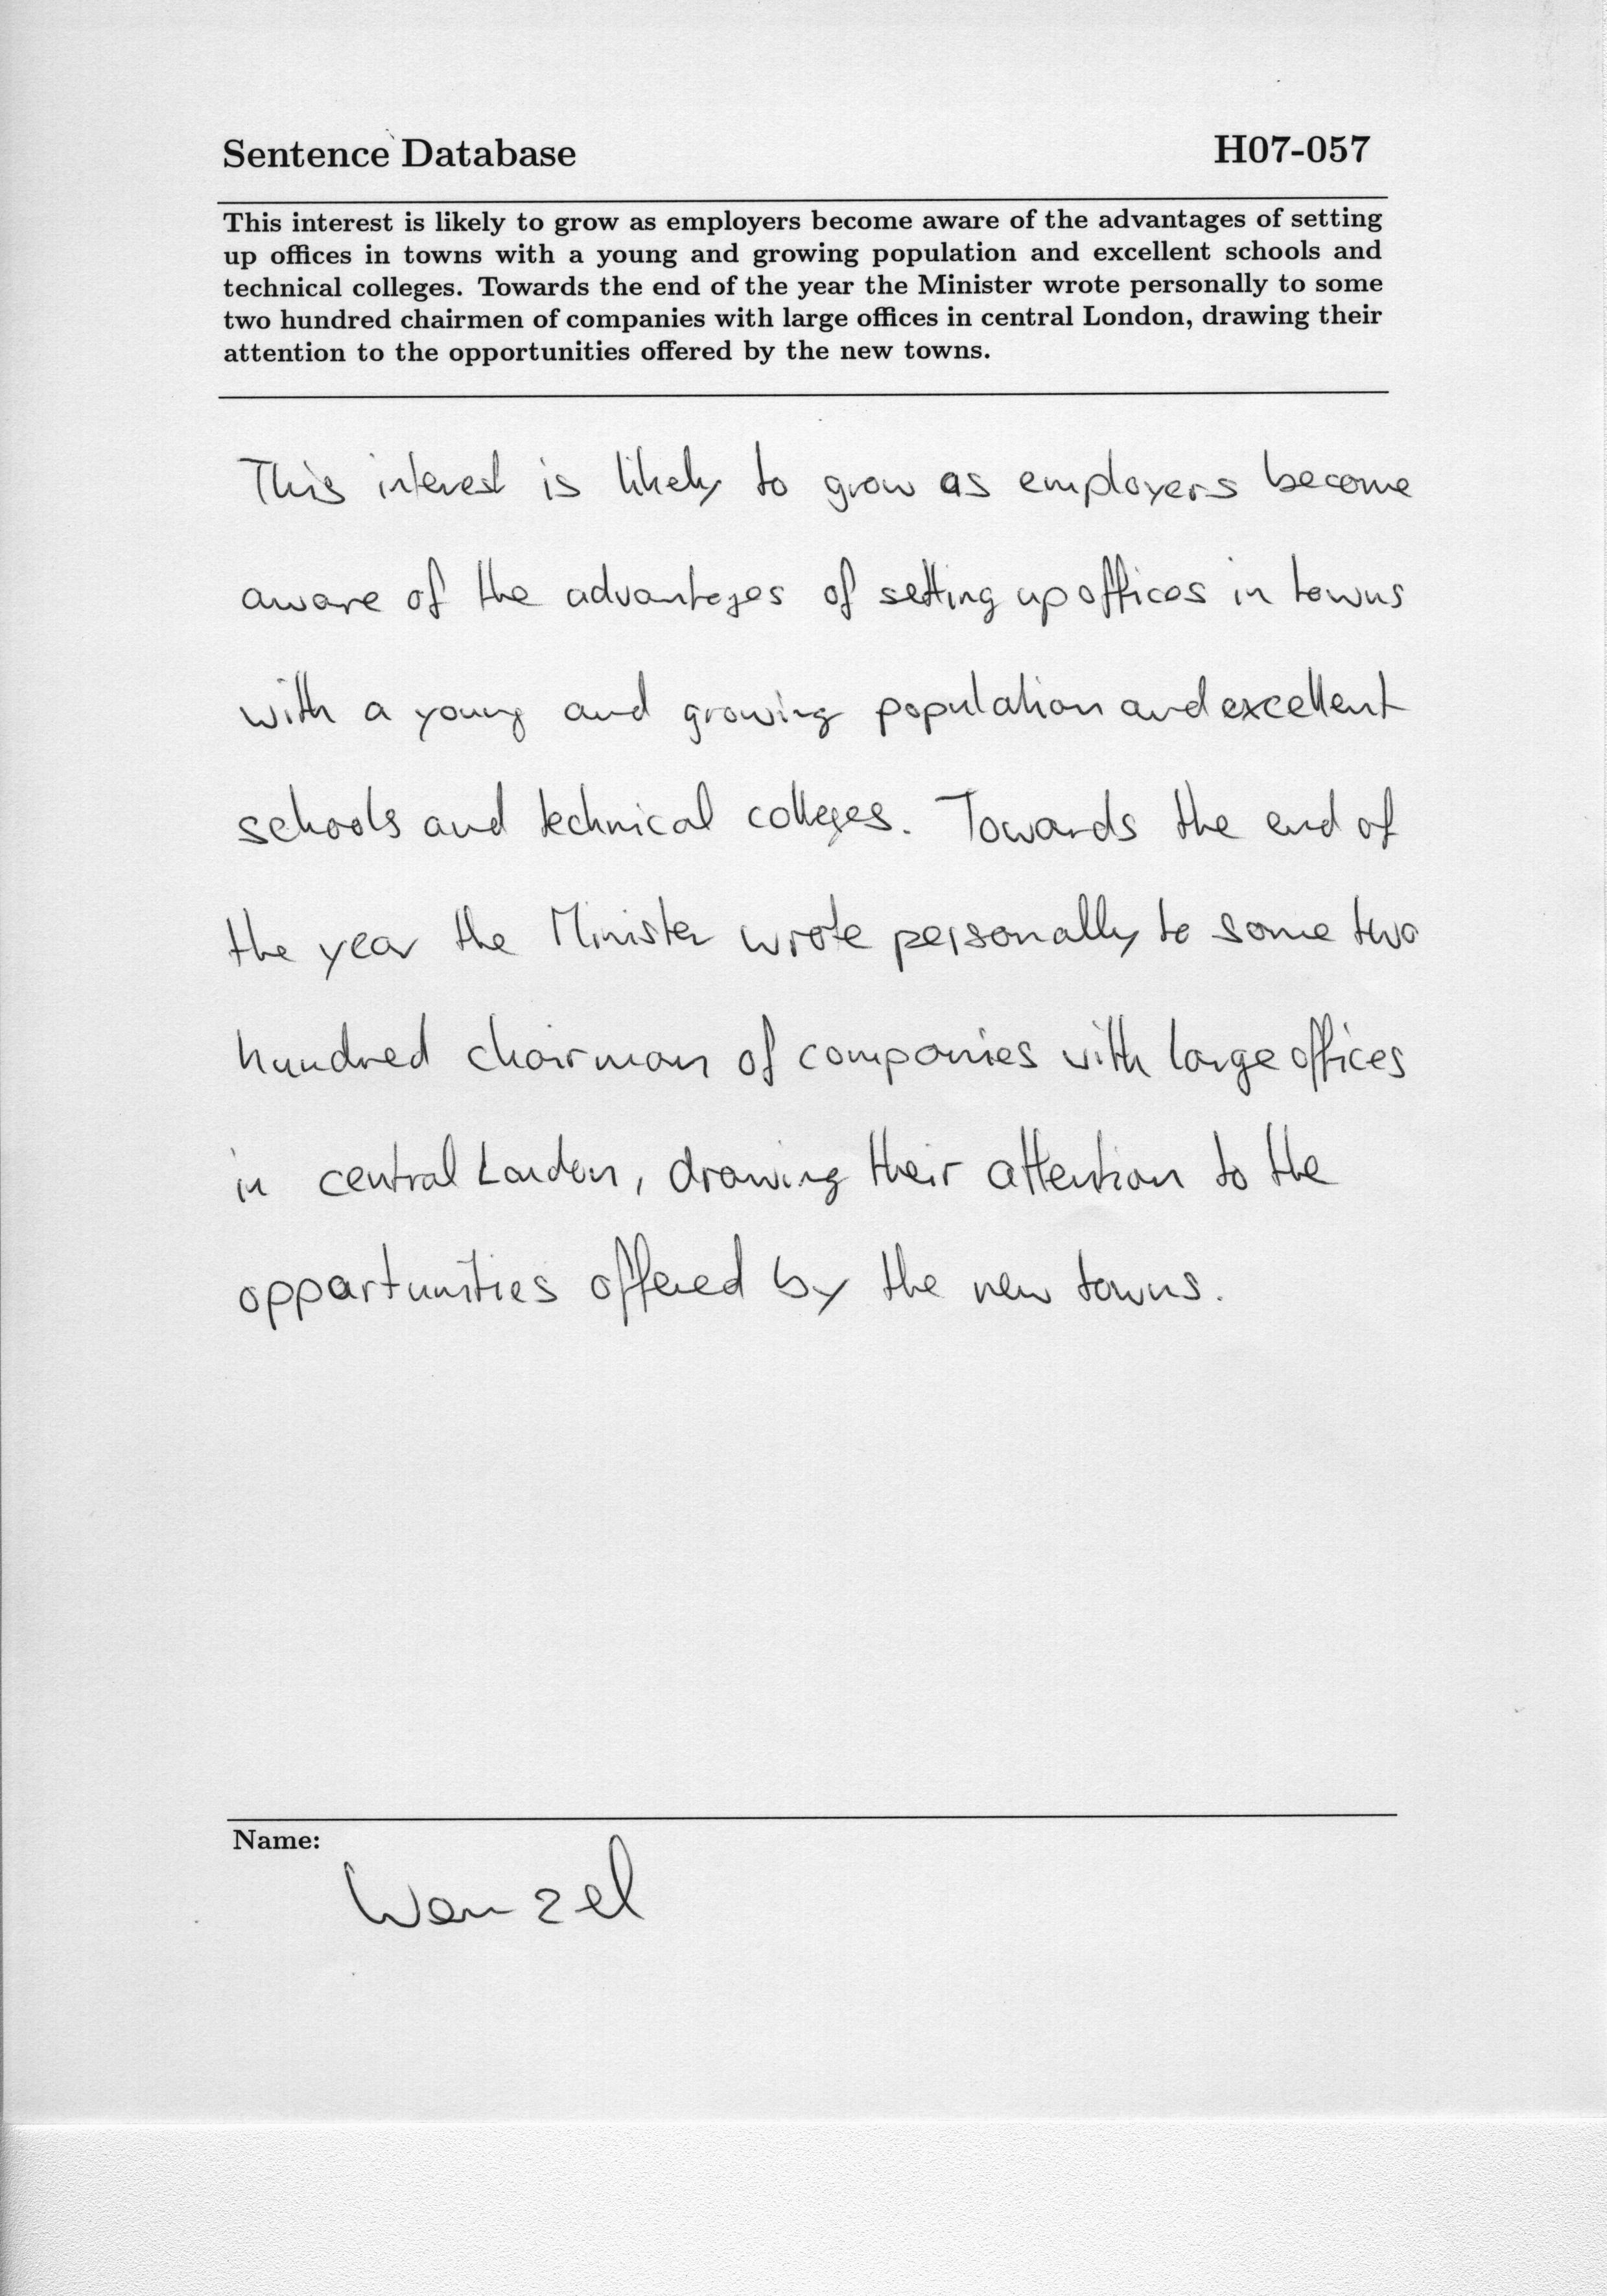 Sentence Database
H07-057
This interest is likely to grow as employers become aware of the advantages of setting
up offices in towns with a young and growing population and excellent schools and
technical colleges. Towards the end of the year the Minister wrote personally to some
two hundred chairmen of companies with large offices in central London, drawing their
attention to the opportunities offered by the new towns.
This interest is likely to grow as employers become
aware of the advantages of setting up offices in towns
with a young and growing population and excellent
schools and technical colleges. Towards the end of
the year the Minister wrote personally to some two
hundred chairman of companies with large offices
in central London, drawing their attention to the
opportunities offered by the new towns.
Name:
Wenzel